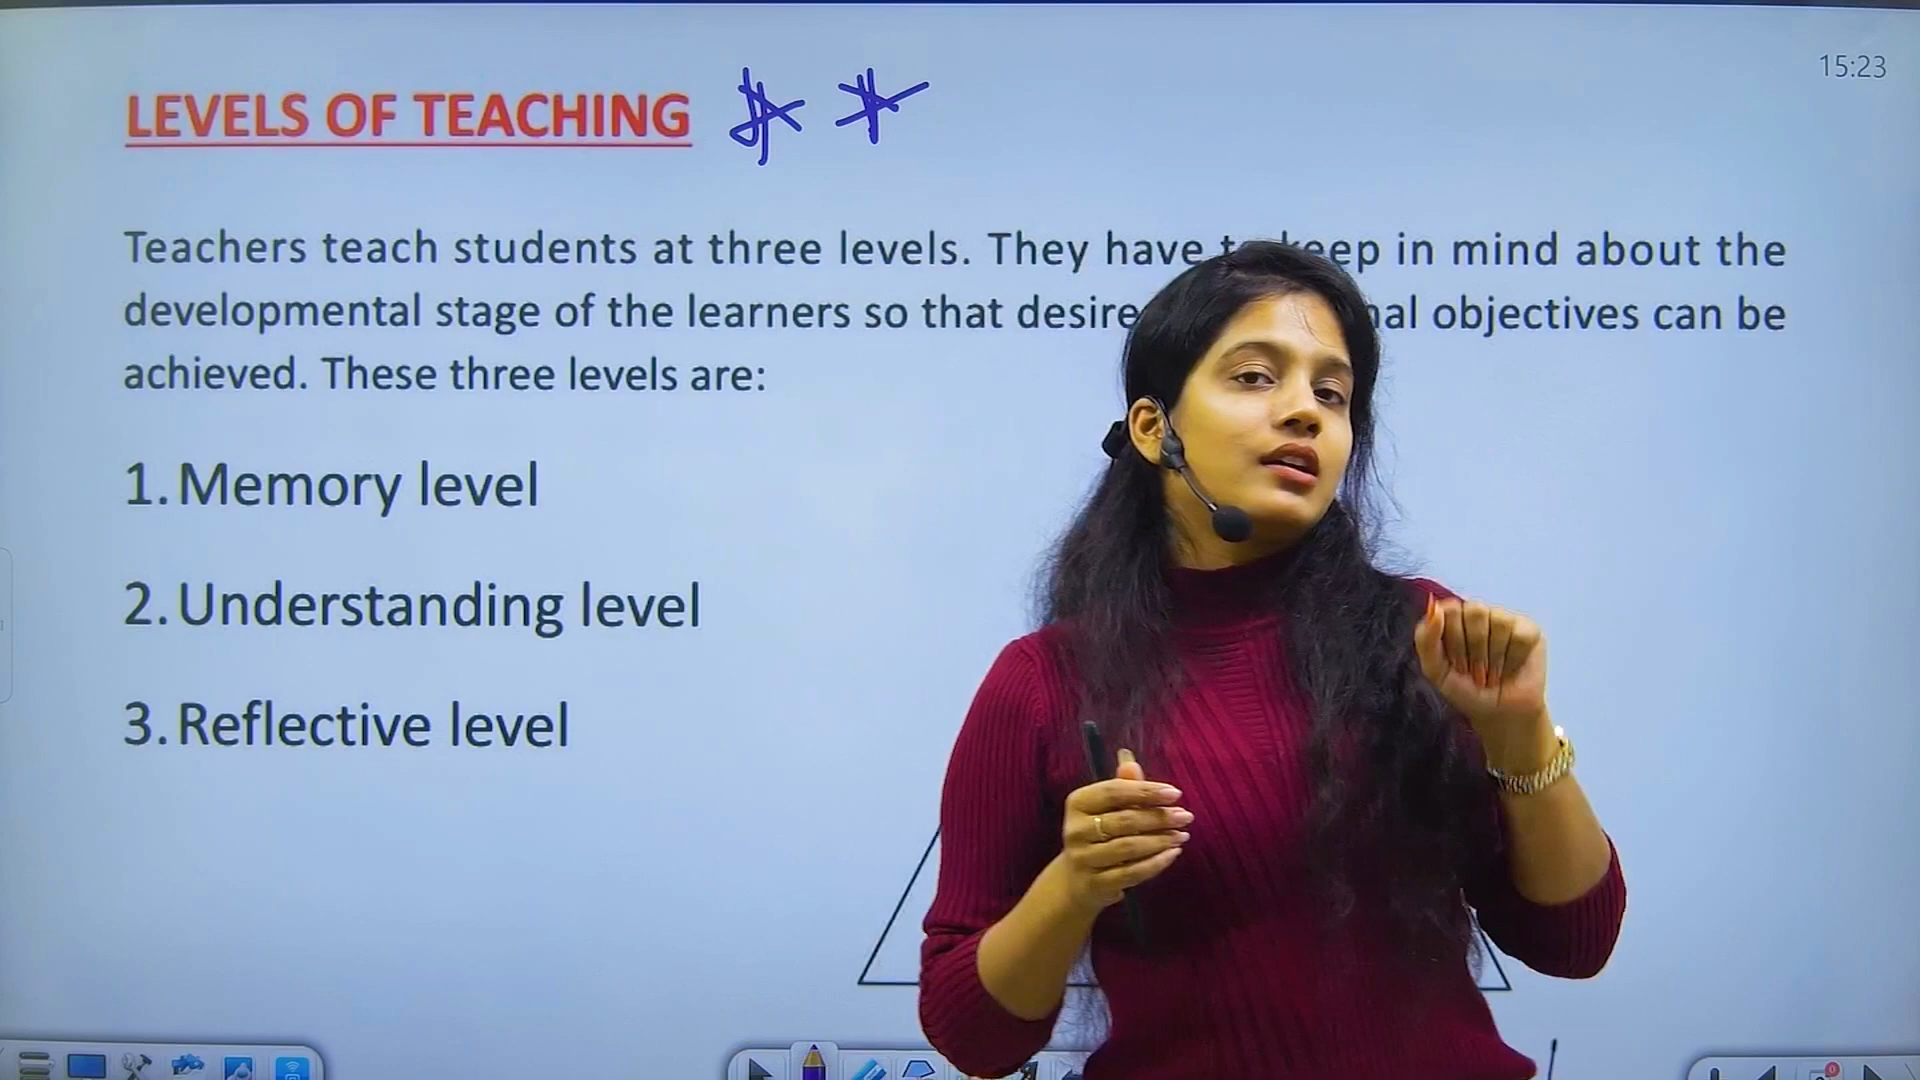 15:23
LEVELS OF TEACHING
Teachers teach students at three levels. They have keep in mind about the
developmental stage of the learners so that objectives can be
achieved. These three levels are:
1. Memory level
2. Understanding level
3. Reflective level